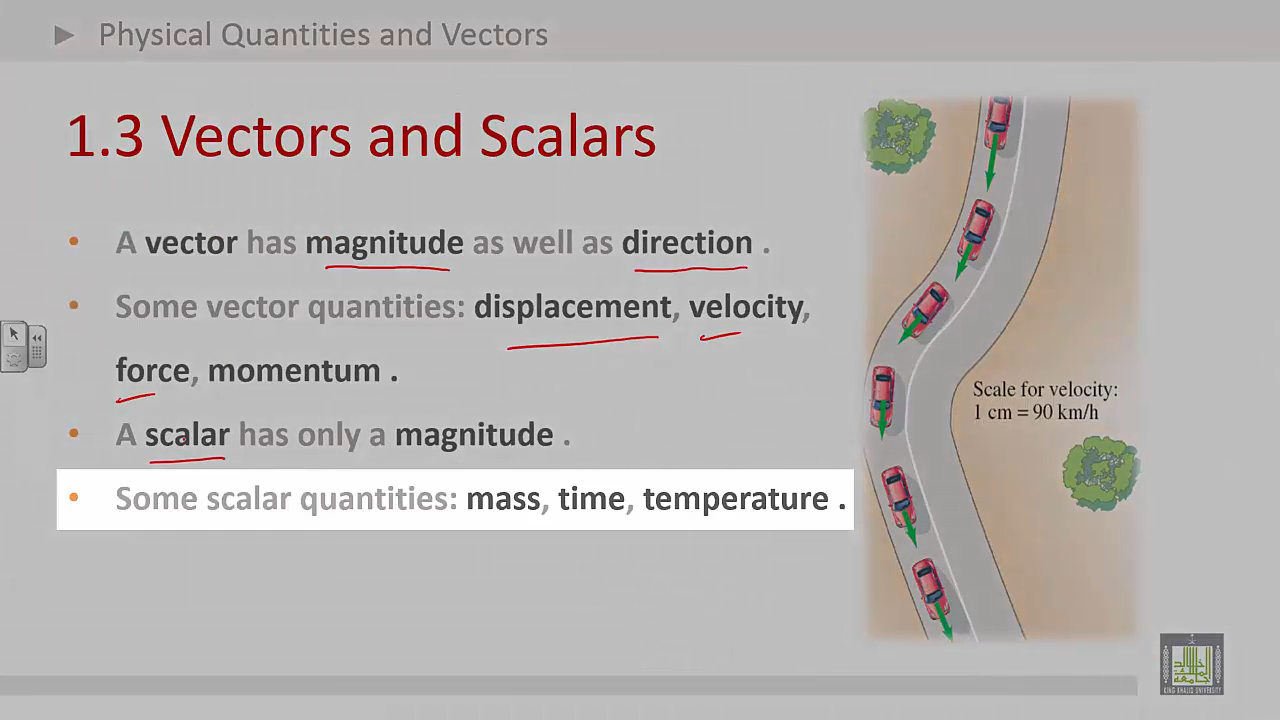 Physical Quantities and Vectors
1.3 Vectors and Scalars
• A vector has magnitude as well as direction .
• Some vector quantities: displacement, velocity,
force, momentum .
• A scalar has only a magnitude .
• Some scalar quantities: mass, time, temperature .
Scale for velocity:
1 cm = 90 km/h
KING KHALID UNIVERSITY